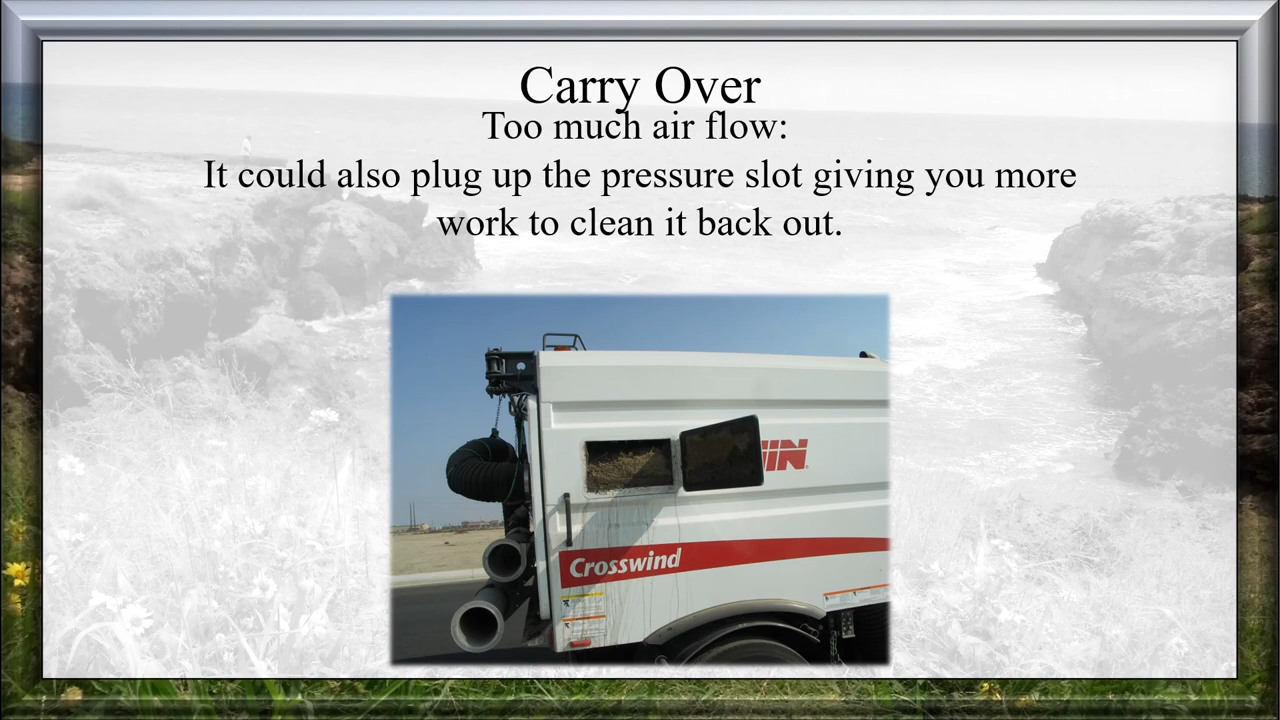 Carry Over
Too much air flow:
It could also plug up the pressure slot giving you more
work to clean it back out.
Crosswind